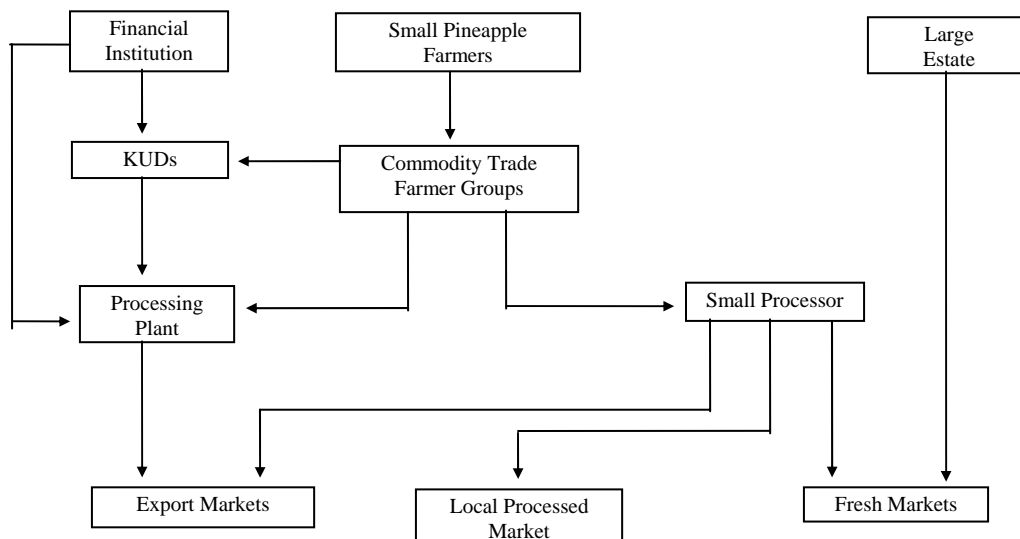 Financial
Institution
Small Pineapple
Farmers
Large
Estate
KUDs
Commodity Trade
Farmer Groups
Processing
Plant
Small Processor
Export Markets
Local Processed
Market
Fresh Markets